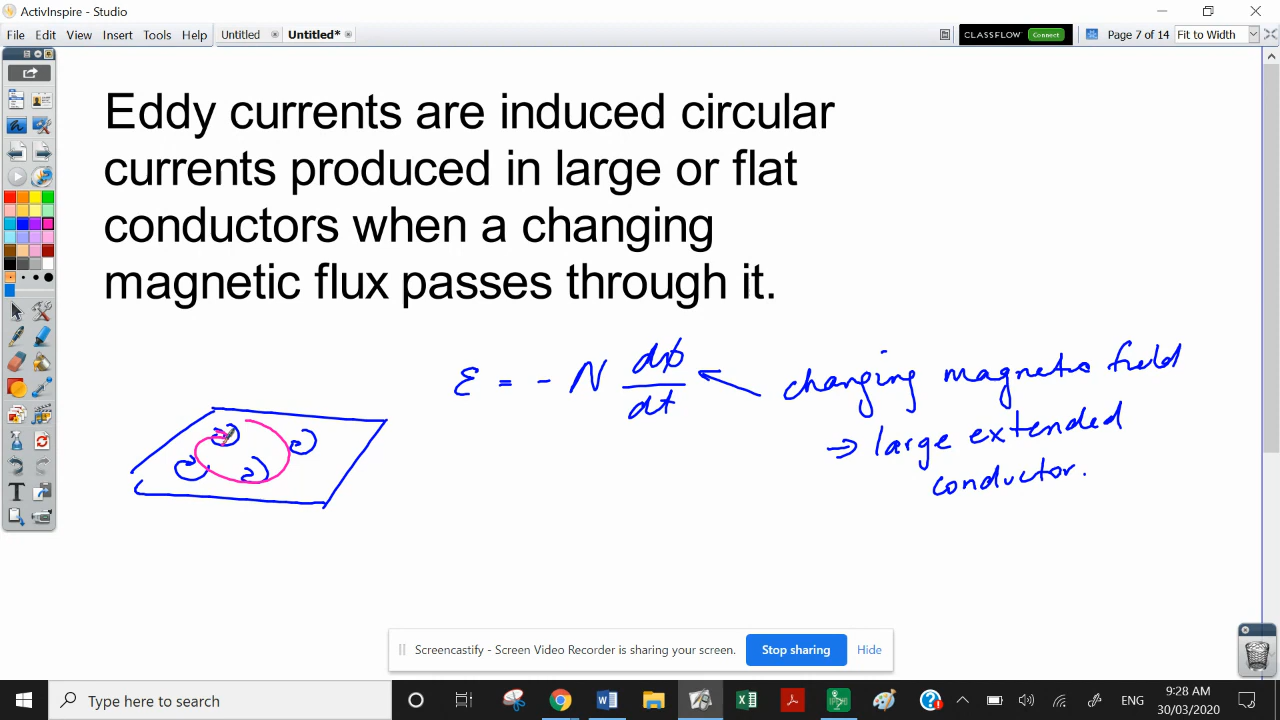 ActivInspire - Studio
File Edit View Insert Tools Help Untitled Untitled* CLASSFLOW Connect Page 7 of 14 Fit to Width
Eddy currents are induced circular
currents produced in large or flat
conductors when a changing
magnetic flux passes through it.
ε = - N dϕ/dt ← changing magnetic field
→ large extended
conductor.
Screencastify - Screen Video Recorder is sharing your screen. Stop sharing Hide
Type here to search
ENG
9:28 AM
30/03/2020